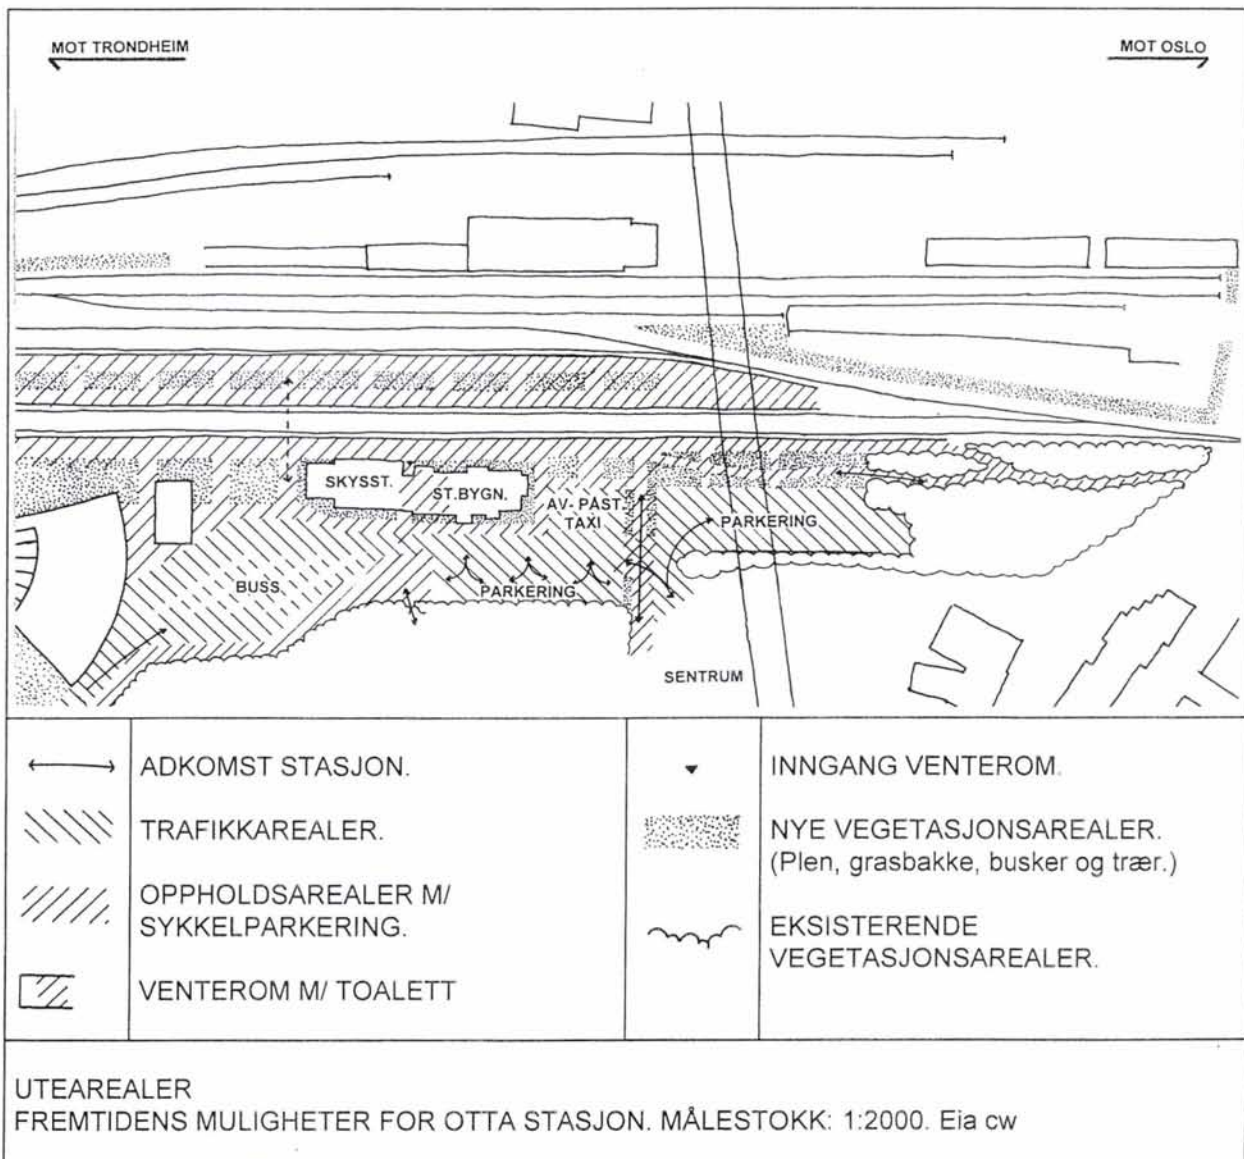 MOT TRONDHEIM
MOT OSLO
SKYSST.
ST.BYGN.
AV- PÅST.
TAXI
PARKERING
BUSS
PARKERING
SENTRUM
ADKOMST STASJON.
TRAFIKKAREALER.
OPPHOLDSAREALER M/
SYKKELPARKERING.
VENTEROM M/ TOALETT
INNGANG VENTEROM.
NYE VEGETASJONSAREALER.
(Plen, grasbakke, busker og trær.)
EKSISTERENDE
VEGETASJONSAREALER.
UTEAREALER
FREMTIDENS MULIGHETER FOR OTTA STASJON. MÅLESTOKK: 1:2000. Eia cw